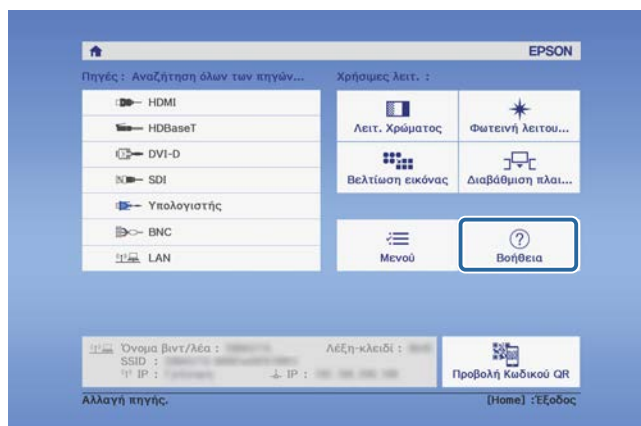 EPSON
Πηγές : Αναζήτηση όλων των πηγών...
Χρήσιμες λειτ. :
HDMI
HDBaseT
DVI-D
SDI
Υπολογιστής
BNC
LAN
Λειτ. Χρώματος
Φωτεινή λειτου...
Βελτίωση εικόνας
Διαβάθμιση πλαι...
Μενού
Βοήθεια
Όνομα βιντ/λέα :
Λέξη-κλειδί :
SSID :
IP :
IP :
Προβολή Κωδικού QR
Αλλαγή πηγής.
[Home] :Έξοδος